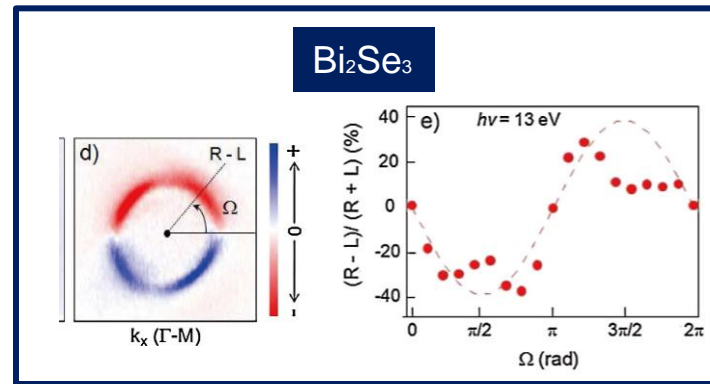 Bi₂Se₃
d)
R - L
Ω
+
0
-
kₓ (Γ-M)
e)
hν = 13 eV
(R - L)/ (R + L) (%)
40
20
0
-20
-40
0
π/2
π
3π/2
2π
Ω (rad)